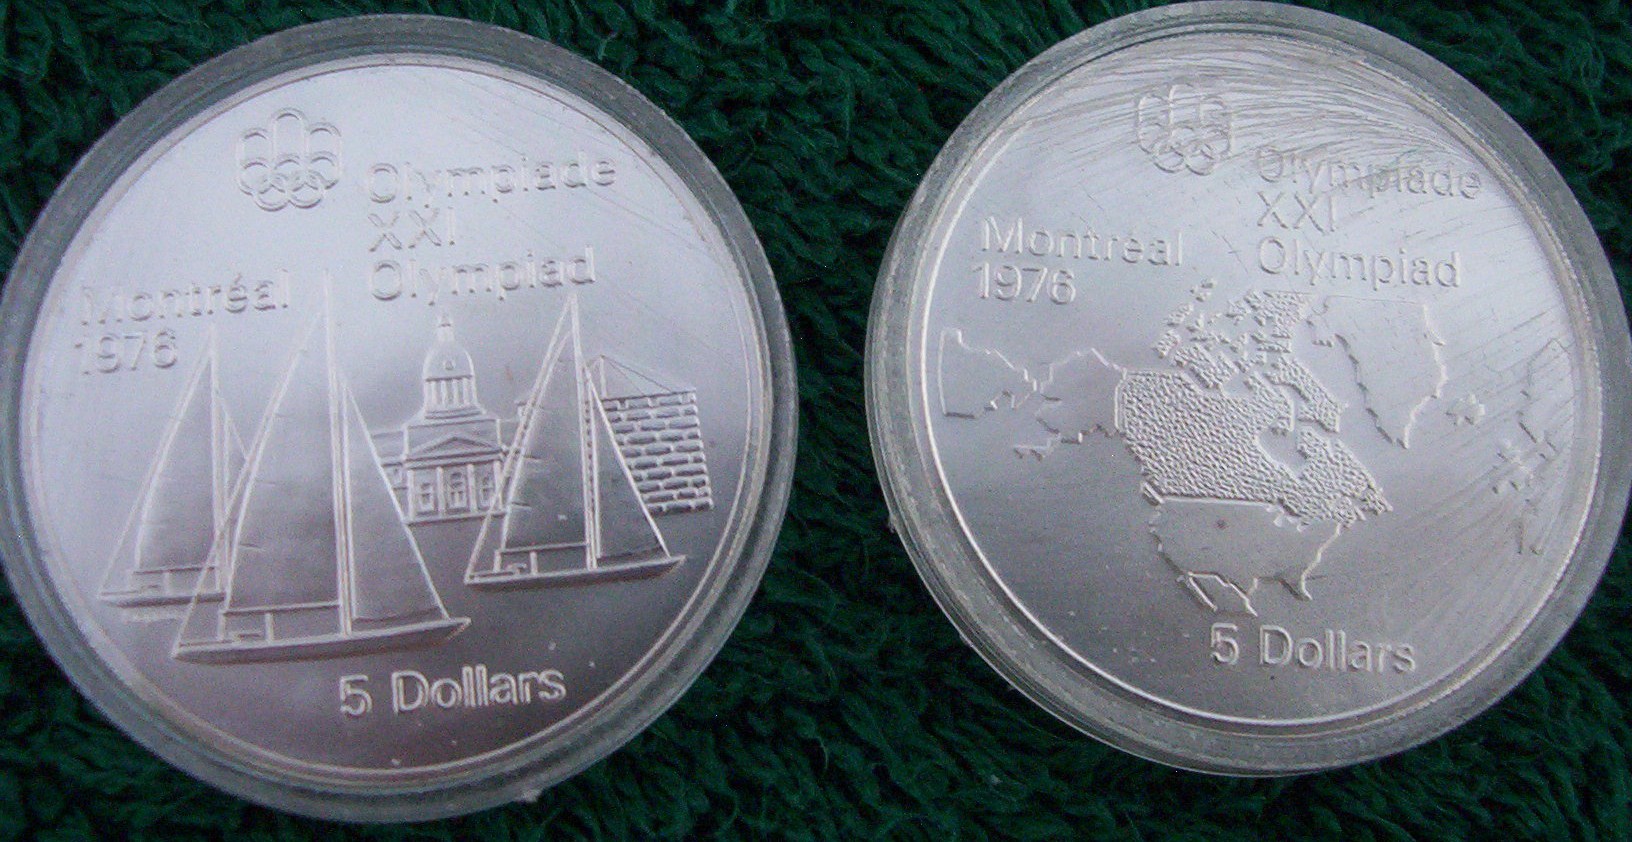 Olympiade
XXI
Olympiad
Montréal
1976
5 Dollars
Olympiade
XXI
Olympiad
Montréal
1976
5 Dollars